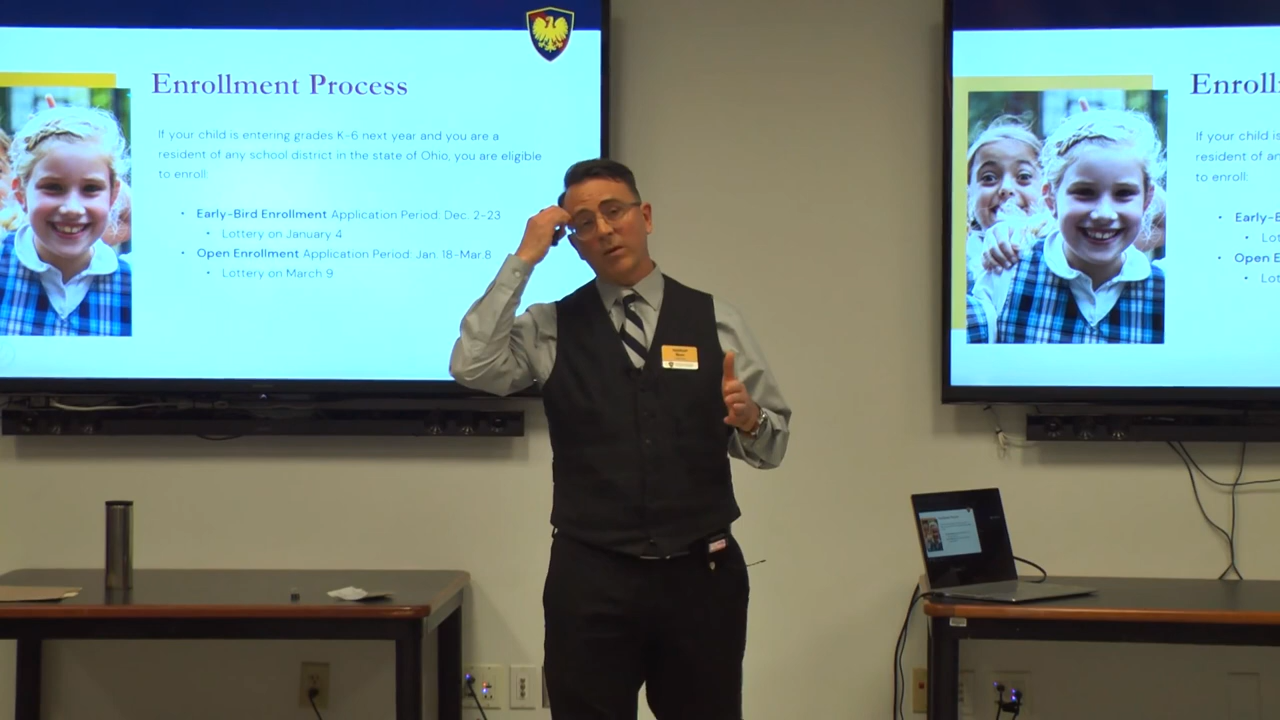 Enrollment Process
If your child is entering grades K-6 next year and you are a
resident of any school district in the state of Ohio, you are eligible
to enroll:
• Early-Bird Enrollment Application Period: Dec. 2-23
• Lottery on January 4
• Open Enrollment Application Period: Jan. 18-Mar.8
• Lottery on March 9
Enroll
If your child is
resident of an
to enroll:
• Early-B
• Lot
• Open E
• Lot